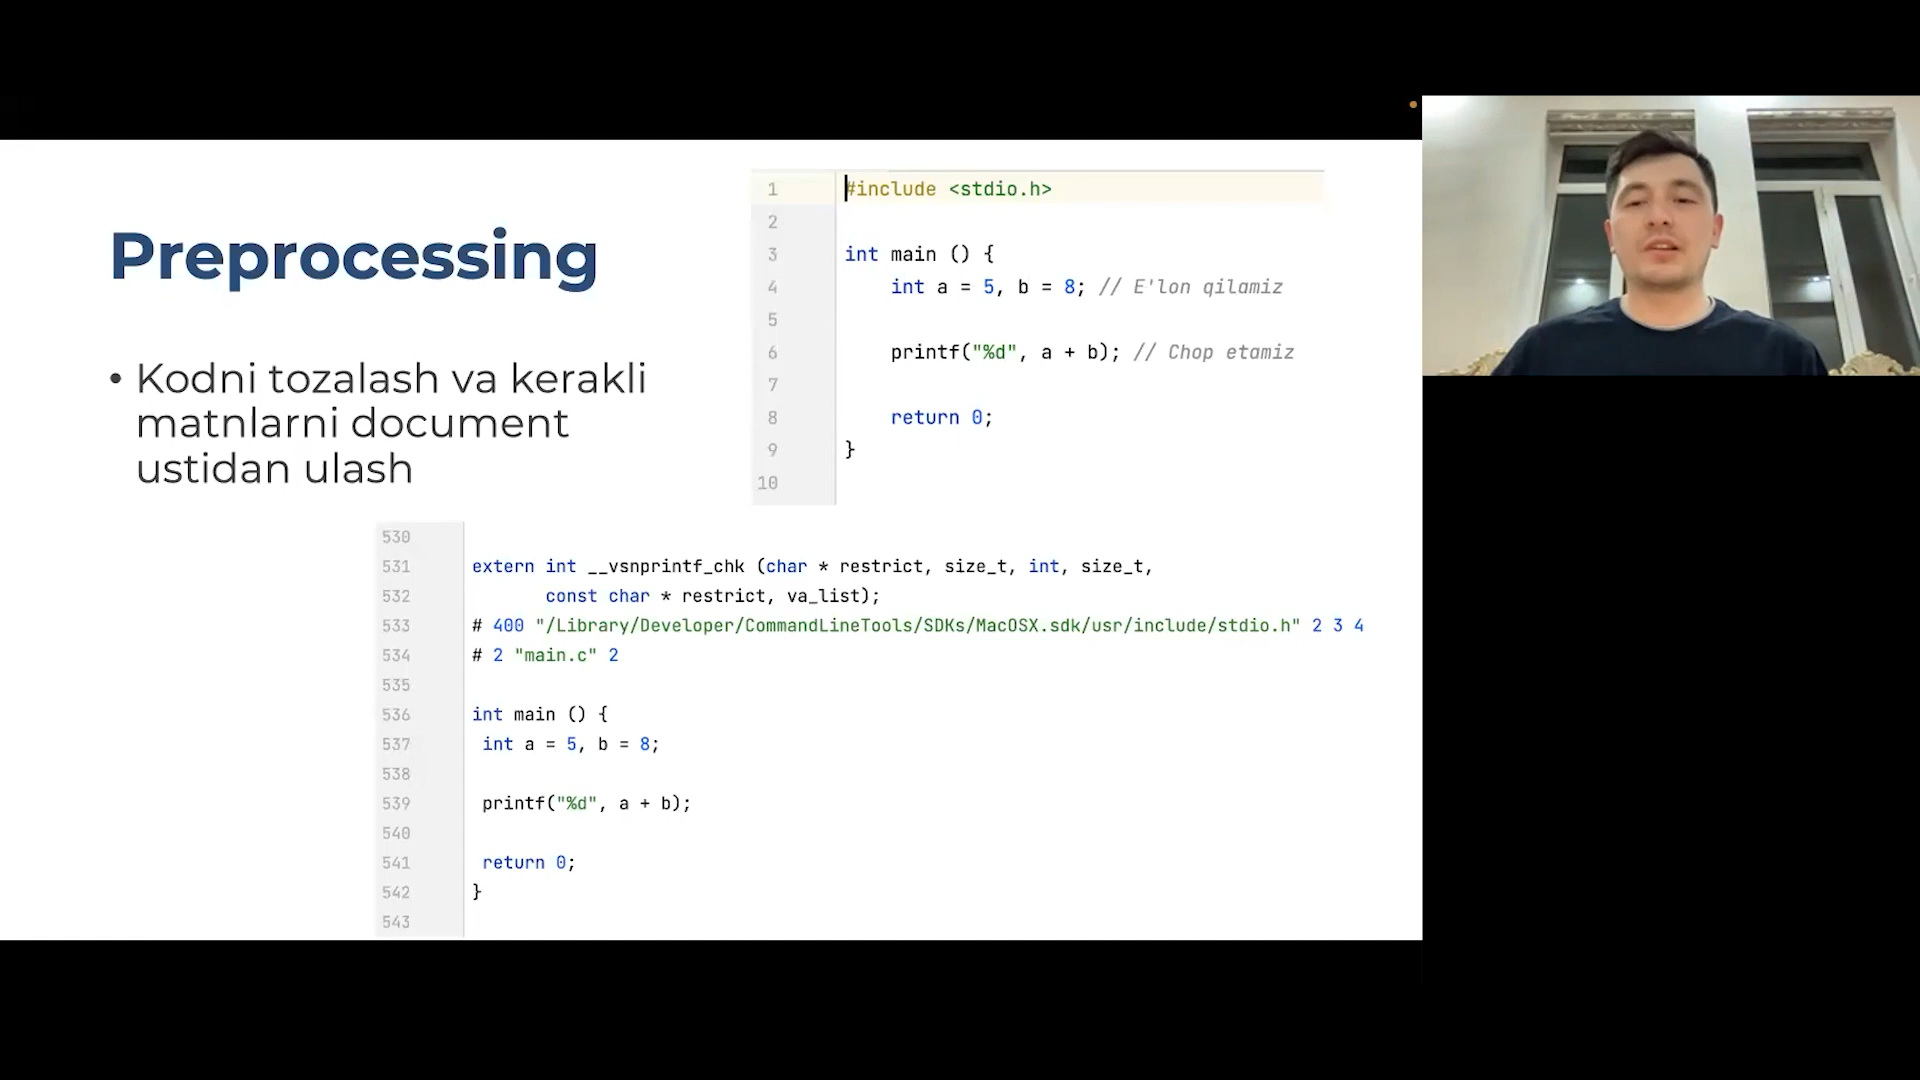 Preprocessing
• Kodni tozalash va kerakli
matnlarni document
ustidan ulash
1 #include <stdio.h>
2
3 int main () {
4 int a = 5, b = 8; // E'lon qilamiz
5
6 printf("%d", a + b); // Chop etamiz
7
8 return 0;
9 }
10
530
531 extern int __vsnprintf_chk (char * restrict, size_t, int, size_t,
532 const char * restrict, va_list);
533 # 400 "/Library/Developer/CommandLineTools/SDKs/MacOSX.sdk/usr/include/stdio.h" 2 3 4
534 # 2 "main.c" 2
535
536 int main () {
537 int a = 5, b = 8;
538
539 printf("%d", a + b);
540
541 return 0;
542 }
543